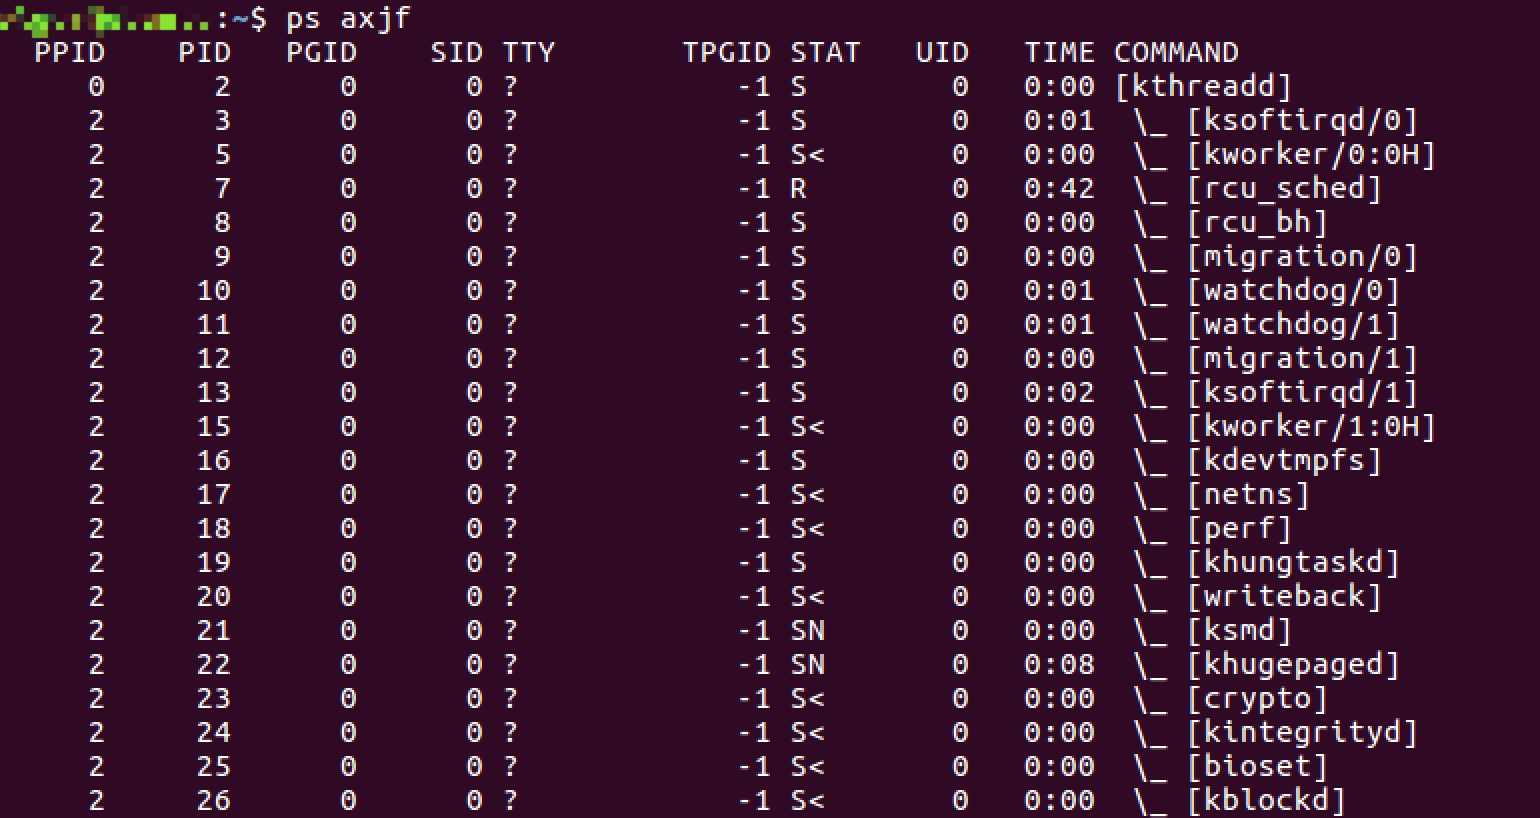 :~$ ps axjf
PPID PID PGID SID TTY TPGID STAT UID TIME COMMAND
0 2 0 0 ? -1 S 0 0:00 [kthreadd]
2 3 0 0 ? -1 S 0 0:01 \_ [ksoftirqd/0]
2 5 0 0 ? -1 S< 0 0:00 \_ [kworker/0:0H]
2 7 0 0 ? -1 R 0 0:42 \_ [rcu_sched]
2 8 0 0 ? -1 S 0 0:00 \_ [rcu_bh]
2 9 0 0 ? -1 S 0 0:00 \_ [migration/0]
2 10 0 0 ? -1 S 0 0:01 \_ [watchdog/0]
2 11 0 0 ? -1 S 0 0:01 \_ [watchdog/1]
2 12 0 0 ? -1 S 0 0:00 \_ [migration/1]
2 13 0 0 ? -1 S 0 0:02 \_ [ksoftirqd/1]
2 15 0 0 ? -1 S< 0 0:00 \_ [kworker/1:0H]
2 16 0 0 ? -1 S 0 0:00 \_ [kdevtmpfs]
2 17 0 0 ? -1 S< 0 0:00 \_ [netns]
2 18 0 0 ? -1 S< 0 0:00 \_ [perf]
2 19 0 0 ? -1 S 0 0:00 \_ [khungtaskd]
2 20 0 0 ? -1 S< 0 0:00 \_ [writeback]
2 21 0 0 ? -1 SN 0 0:00 \_ [ksmd]
2 22 0 0 ? -1 SN 0 0:08 \_ [khugepaged]
2 23 0 0 ? -1 S< 0 0:00 \_ [crypto]
2 24 0 0 ? -1 S< 0 0:00 \_ [kintegrityd]
2 25 0 0 ? -1 S< 0 0:00 \_ [bioset]
2 26 0 0 ? -1 S< 0 0:00 \_ [kblockd]